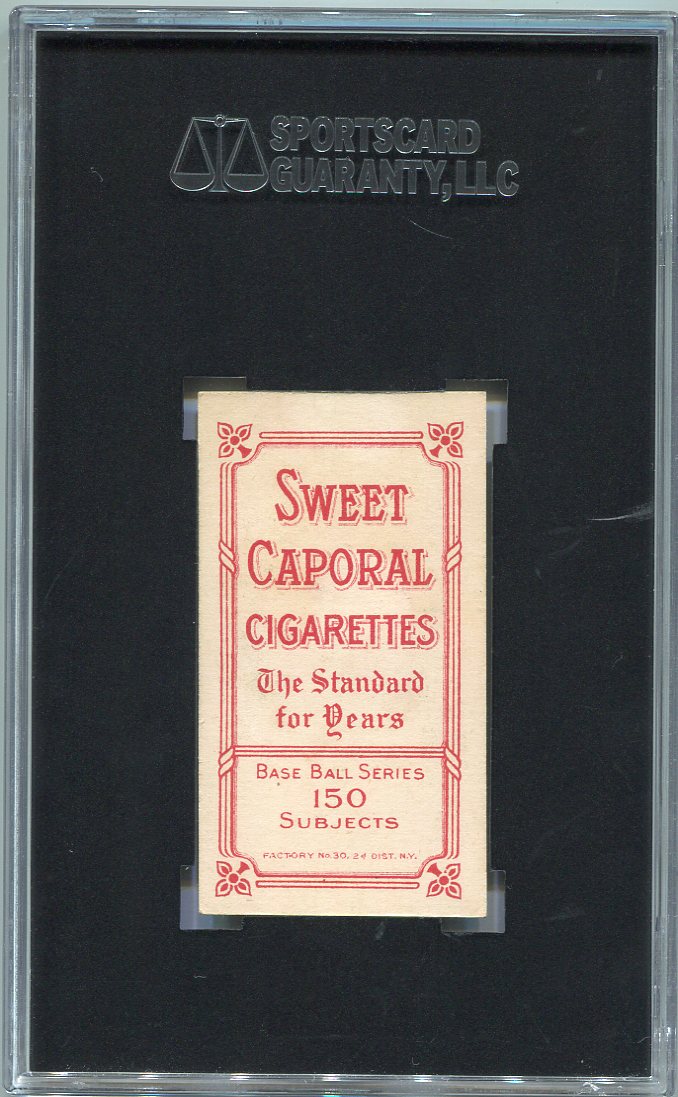 SPORTSCARD
GUARANTY, LLC
SWEET
CAPORAL
CIGARETTES
The Standard
for Years
BASE BALL SERIES
150
SUBJECTS
FACTORY No. 30, 2d DIST. N.Y.